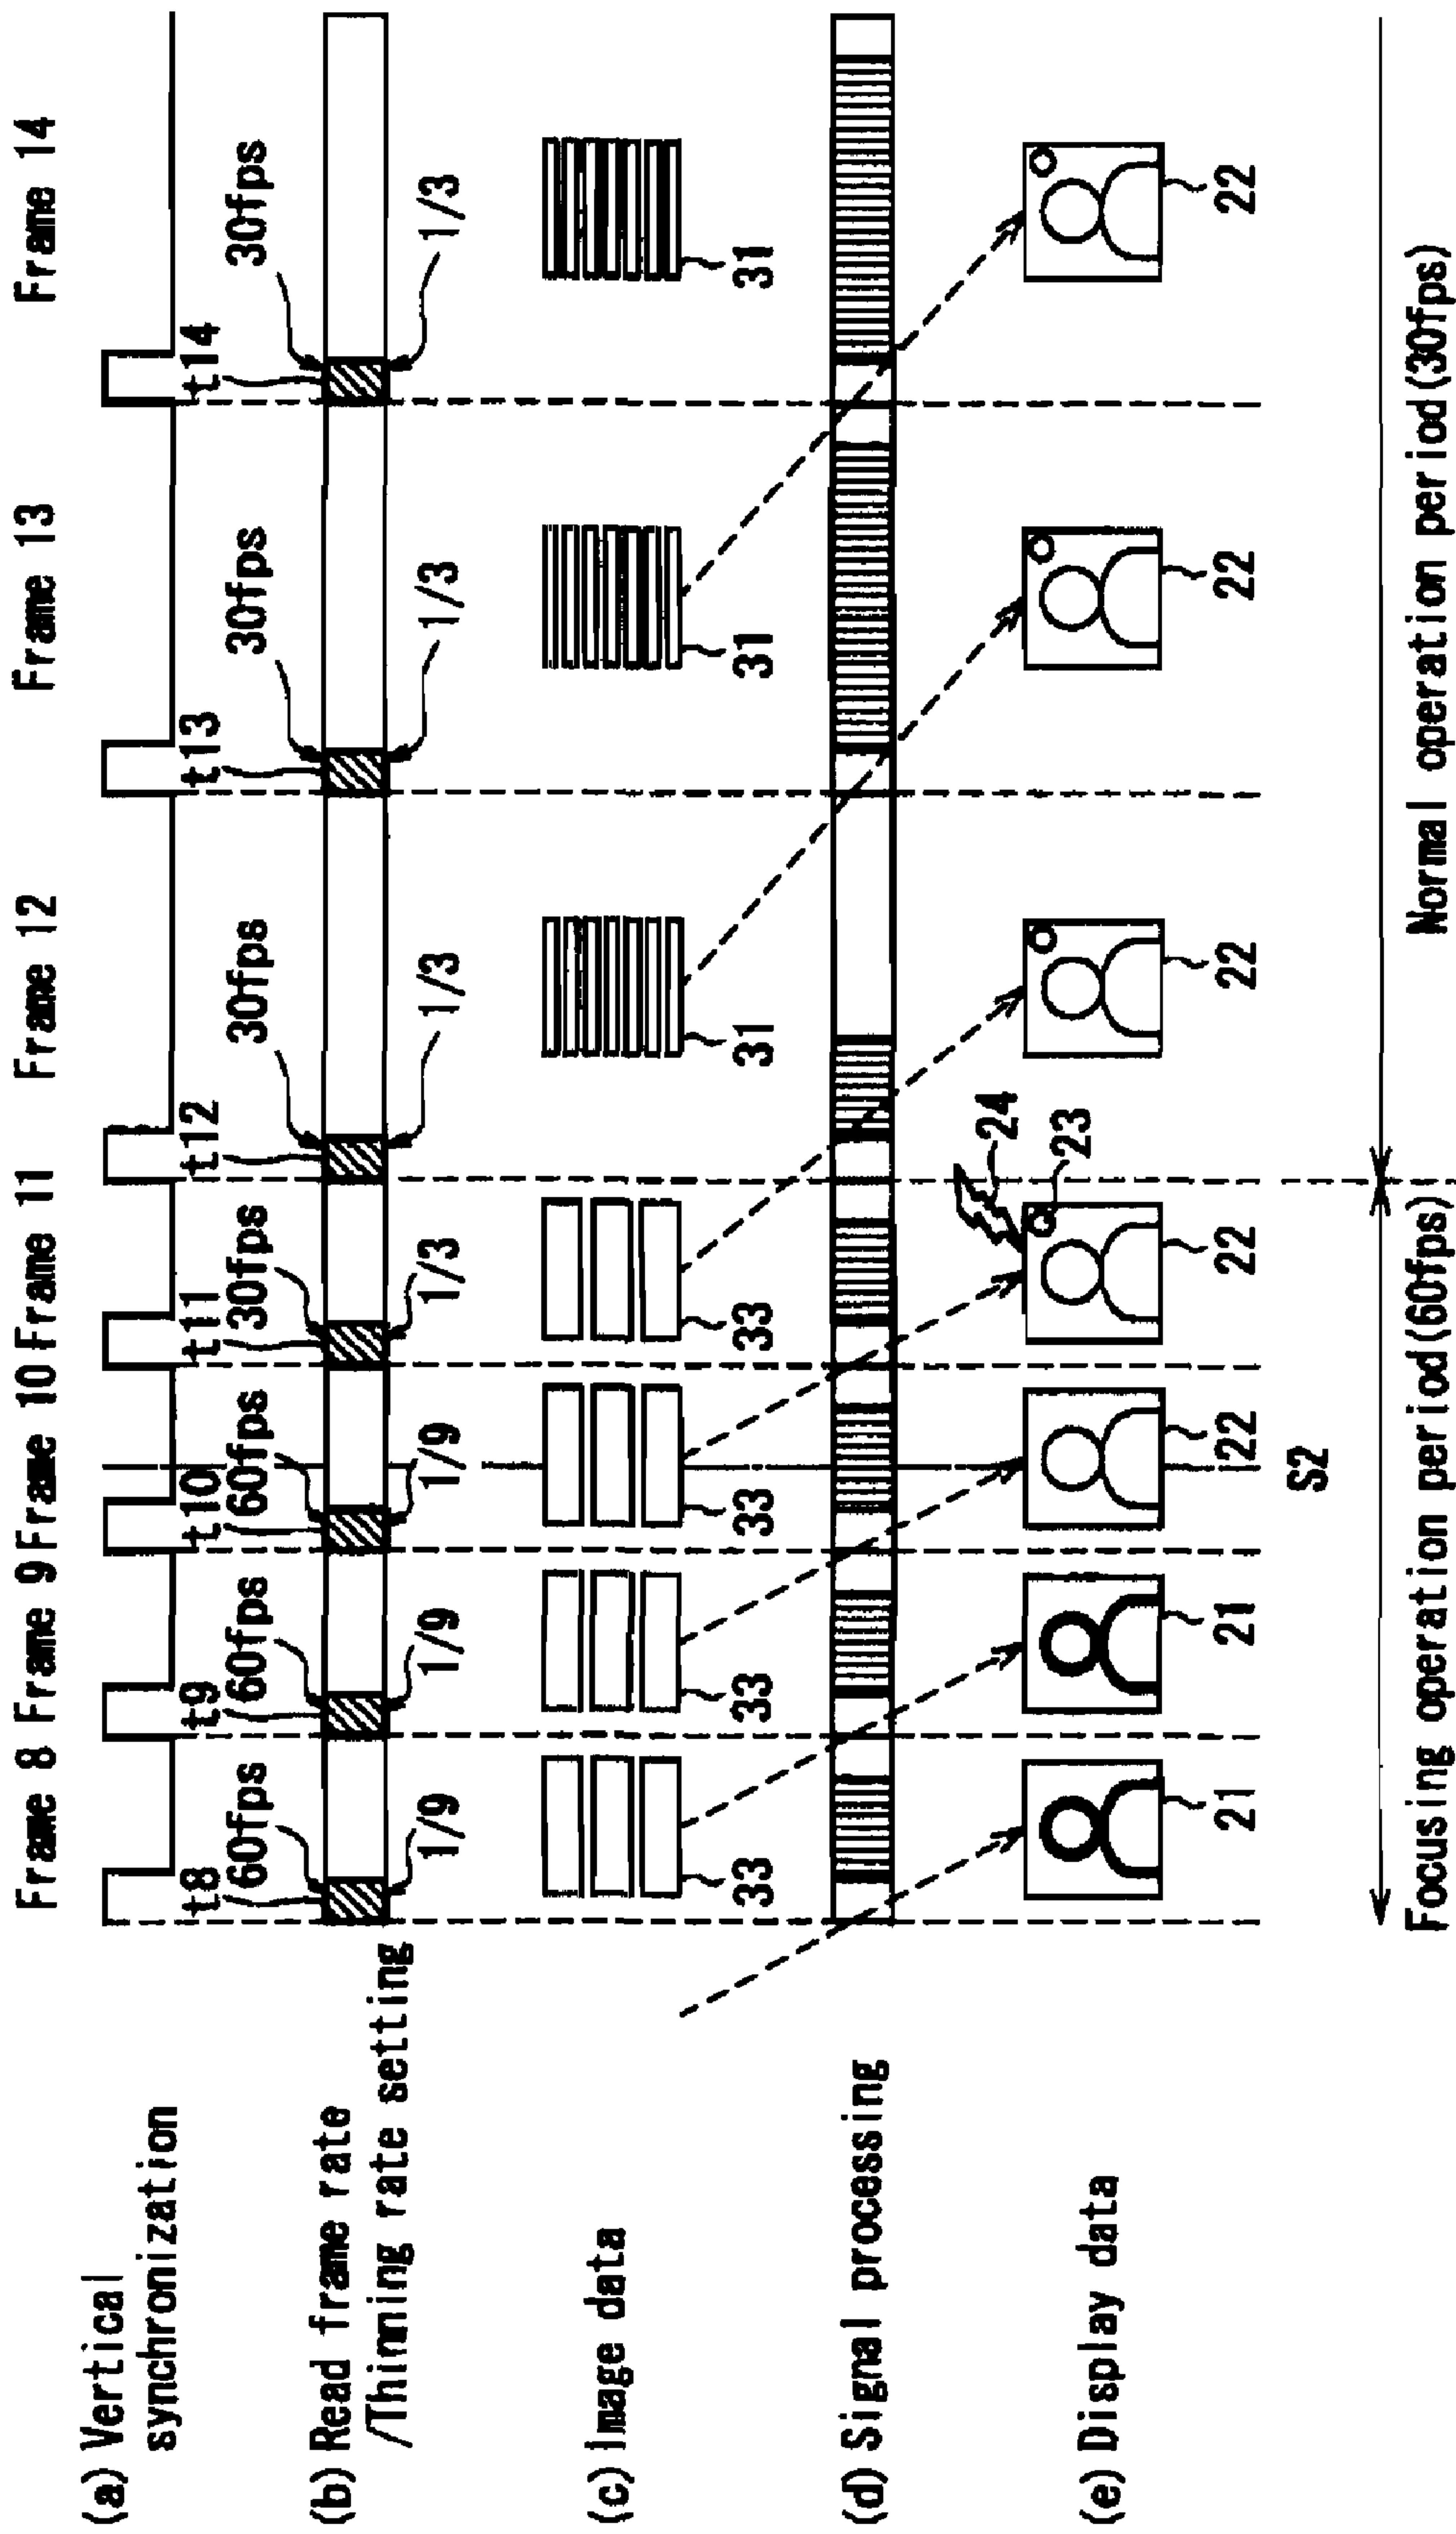 Frame 8 Frame 9 Frame 10 Frame 11 Frame 12 Frame 13 Frame 14
(a) Vertical
synchronization
t8 t9 t10 t11 t12 t13 t14
60fps 60fps 60fps 30fps 30fps 30fps 30fps
(b) Read frame rate
/Thinning rate setting
1/9 1/9 1/9 1/3 1/3 1/3 1/3
(c) Image data
33 33 33 33 31 31 31
(d) Signal processing
24
23
(e) Display data
21 21 22 22 22 22 22
S2
Focusing operation period(60fps) Normal operation period(30fps)